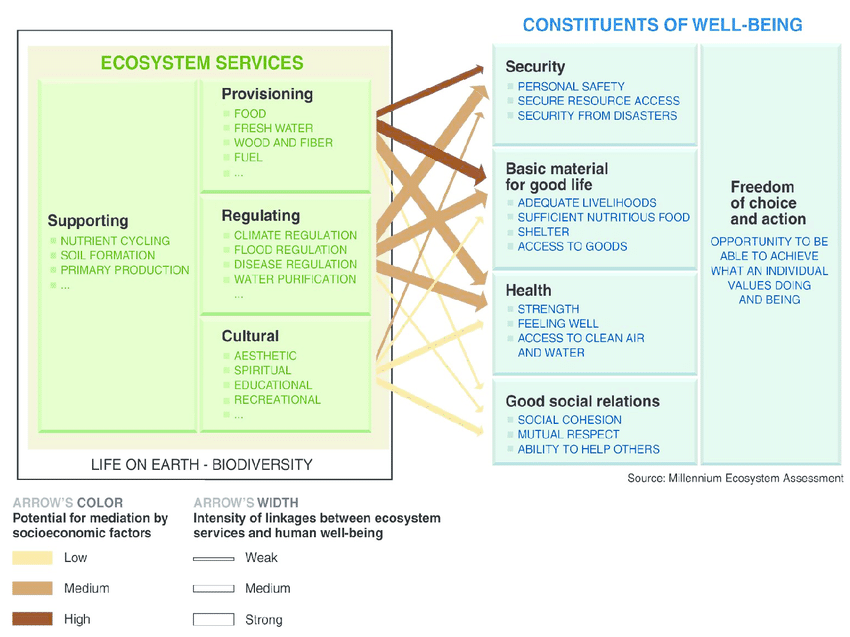 CONSTITUENTS OF WELL-BEING
ECOSYSTEM SERVICES
Supporting
NUTRIENT CYCLING
SOIL FORMATION
PRIMARY PRODUCTION
...
Provisioning
FOOD
FRESH WATER
WOOD AND FIBER
FUEL
...
Regulating
CLIMATE REGULATION
FLOOD REGULATION
DISEASE REGULATION
WATER PURIFICATION
...
Cultural
AESTHETIC
SPIRITUAL
EDUCATIONAL
RECREATIONAL
...
LIFE ON EARTH - BIODIVERSITY
Security
PERSONAL SAFETY
SECURE RESOURCE ACCESS
SECURITY FROM DISASTERS
Basic material
for good life
ADEQUATE LIVELIHOODS
SUFFICIENT NUTRITIOUS FOOD
SHELTER
ACCESS TO GOODS
Health
STRENGTH
FEELING WELL
ACCESS TO CLEAN AIR
AND WATER
Good social relations
SOCIAL COHESION
MUTUAL RESPECT
ABILITY TO HELP OTHERS
Freedom
of choice
and action
OPPORTUNITY TO BE
ABLE TO ACHIEVE
WHAT AN INDIVIDUAL
VALUES DOING
AND BEING
Source: Millennium Ecosystem Assessment
ARROW'S COLOR
Potential for mediation by
socioeconomic factors
Low
Medium
High
ARROW'S WIDTH
Intensity of linkages between ecosystem
services and human well-being
Weak
Medium
Strong